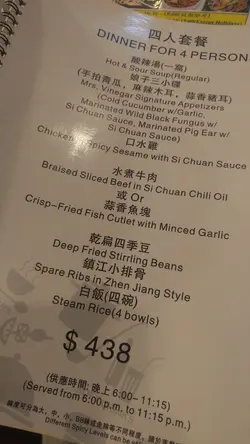 四人套餐
DINNER FOR 4 PERSON
酸辣湯(一窩)
Hot & Sour Soup(Regular)
娘子三小碟
(手拍青瓜, 麻辣木耳, 蒜香豬耳)
Mrs. Vinegar Signature Appetizers
(Cold Cucumber w/Garlic,
Marinated Wild Black Fungus w/
Si Chuan Sauce, Marinated Pig Ear w/
Si Chuan Sauce)
口水雞
Chicken Spicy Sesame with Si Chuan Sauce
水煮牛肉
Braised Sliced Beef in Si Chuan Chili Oil
或 Or
蒜香魚塊
Crisp-Fried Fish Cutlet with Minced Garlic
乾扁四季豆
Deep Fried Stirrling Beans
鎮江小排骨
Spare Ribs in Zhen Jiang Style
白飯(四碗)
Steam Rice(4 bowls)
$ 438
(供應時間: 晚上 6:00-11:15)
(Served from 6:00 p.m. to 11:15 p.m.)
Different Spicy Levels can be